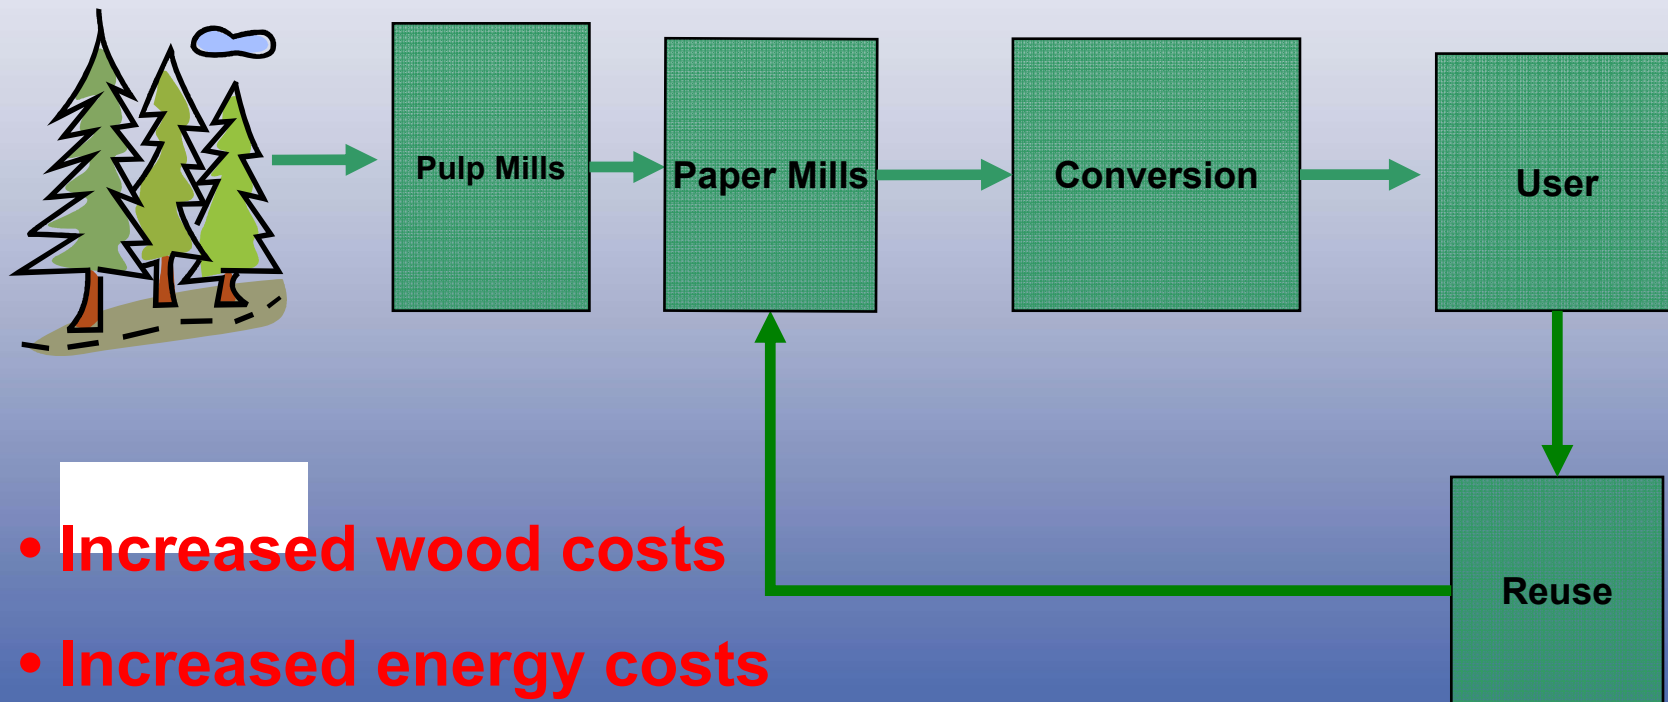 Pulp Mills
Paper Mills
Conversion
User
Reuse
• Increased wood costs
• Increased energy costs